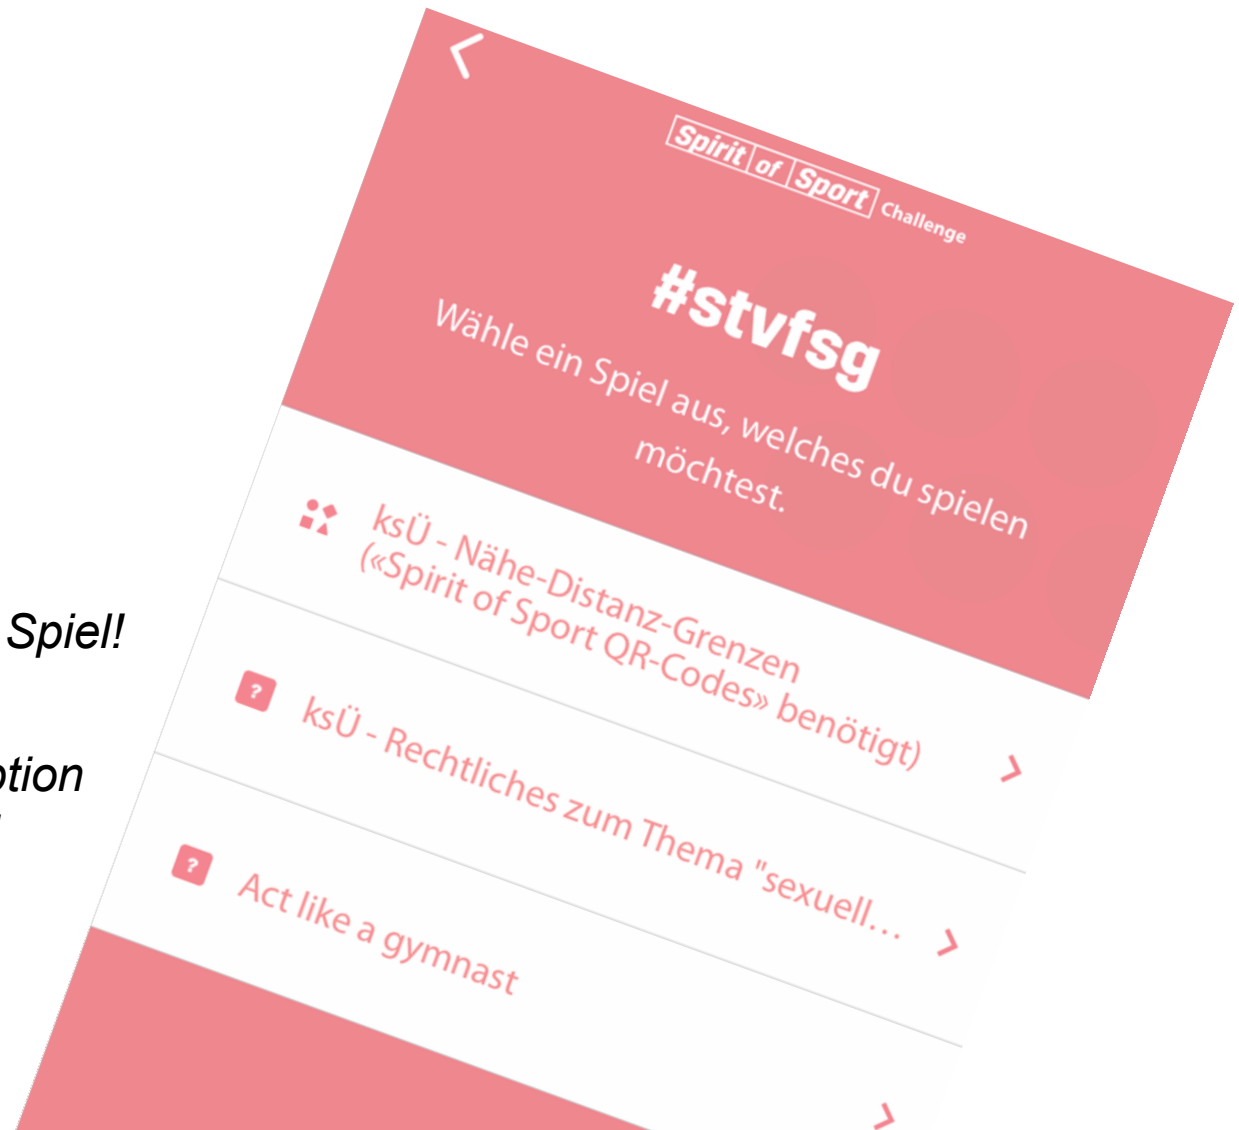 Spirit of Sport Challenge
#stvfsg
Wähle ein Spiel aus, welches du spielen
möchtest.
ksÜ - Nähe-Distanz-Grenzen
(«Spirit of Sport QR-Codes» benötigt)
? ksÜ - Rechtliches zum Thema "sexuell...
? Act like a gymnast
Spiel!